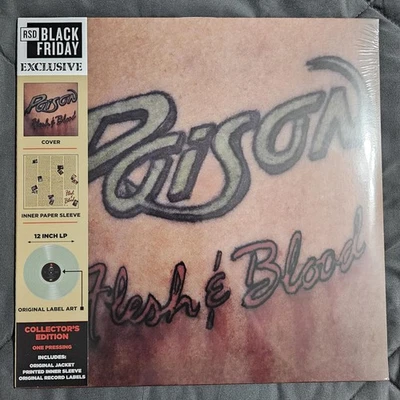 RSD BLACK
FRIDAY
EXCLUSIVE
Poison
Flesh & Blood
COVER
INNER PAPER SLEEVE
12 INCH LP
ORIGINAL LABEL ART
COLLECTOR'S
EDITION
ONE PRESSING
INCLUDES:
ORIGINAL JACKET
PRINTED INNER SLEEVE
ORIGINAL RECORD LABELS
Poison
Flesh & Blood